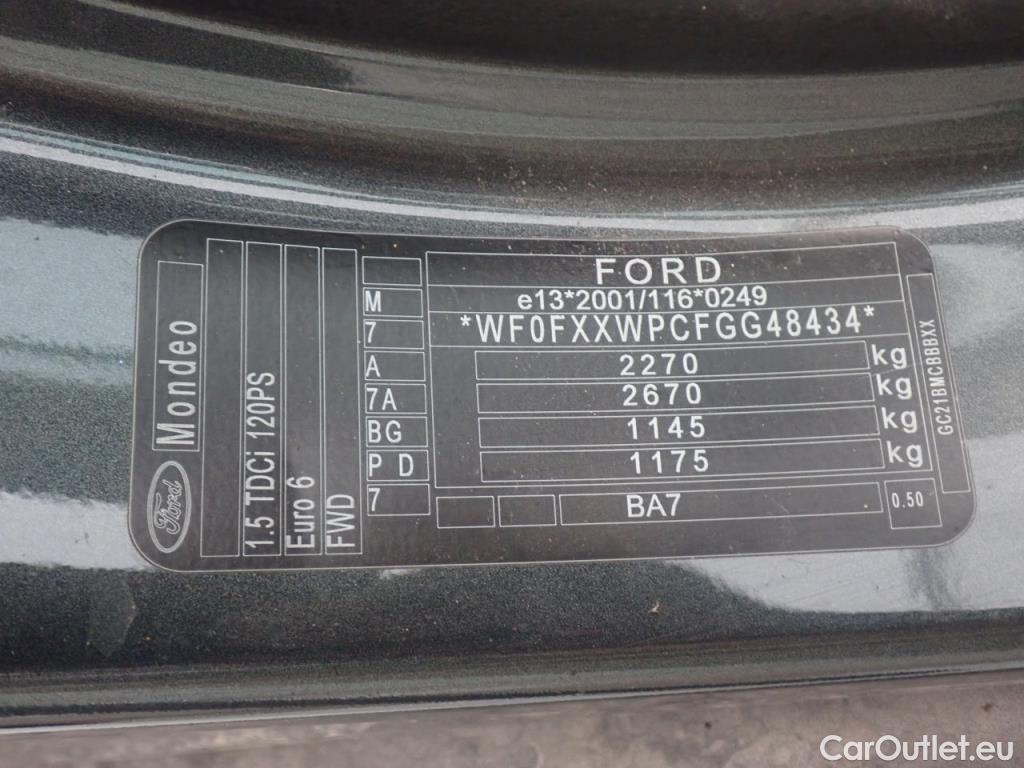 FORD
e13*2001/116*0249
*WF0FXXWPCFGG48434*
2270 kg
2670 kg
1145 kg
1175 kg
BA7
0.50
GC21BMCBBBXX
M
7
A
7A
BG
P D
7
Ford
Mondeo
1.5 TDCi 120PS
Euro 6
FWD
CarOutlet.eu